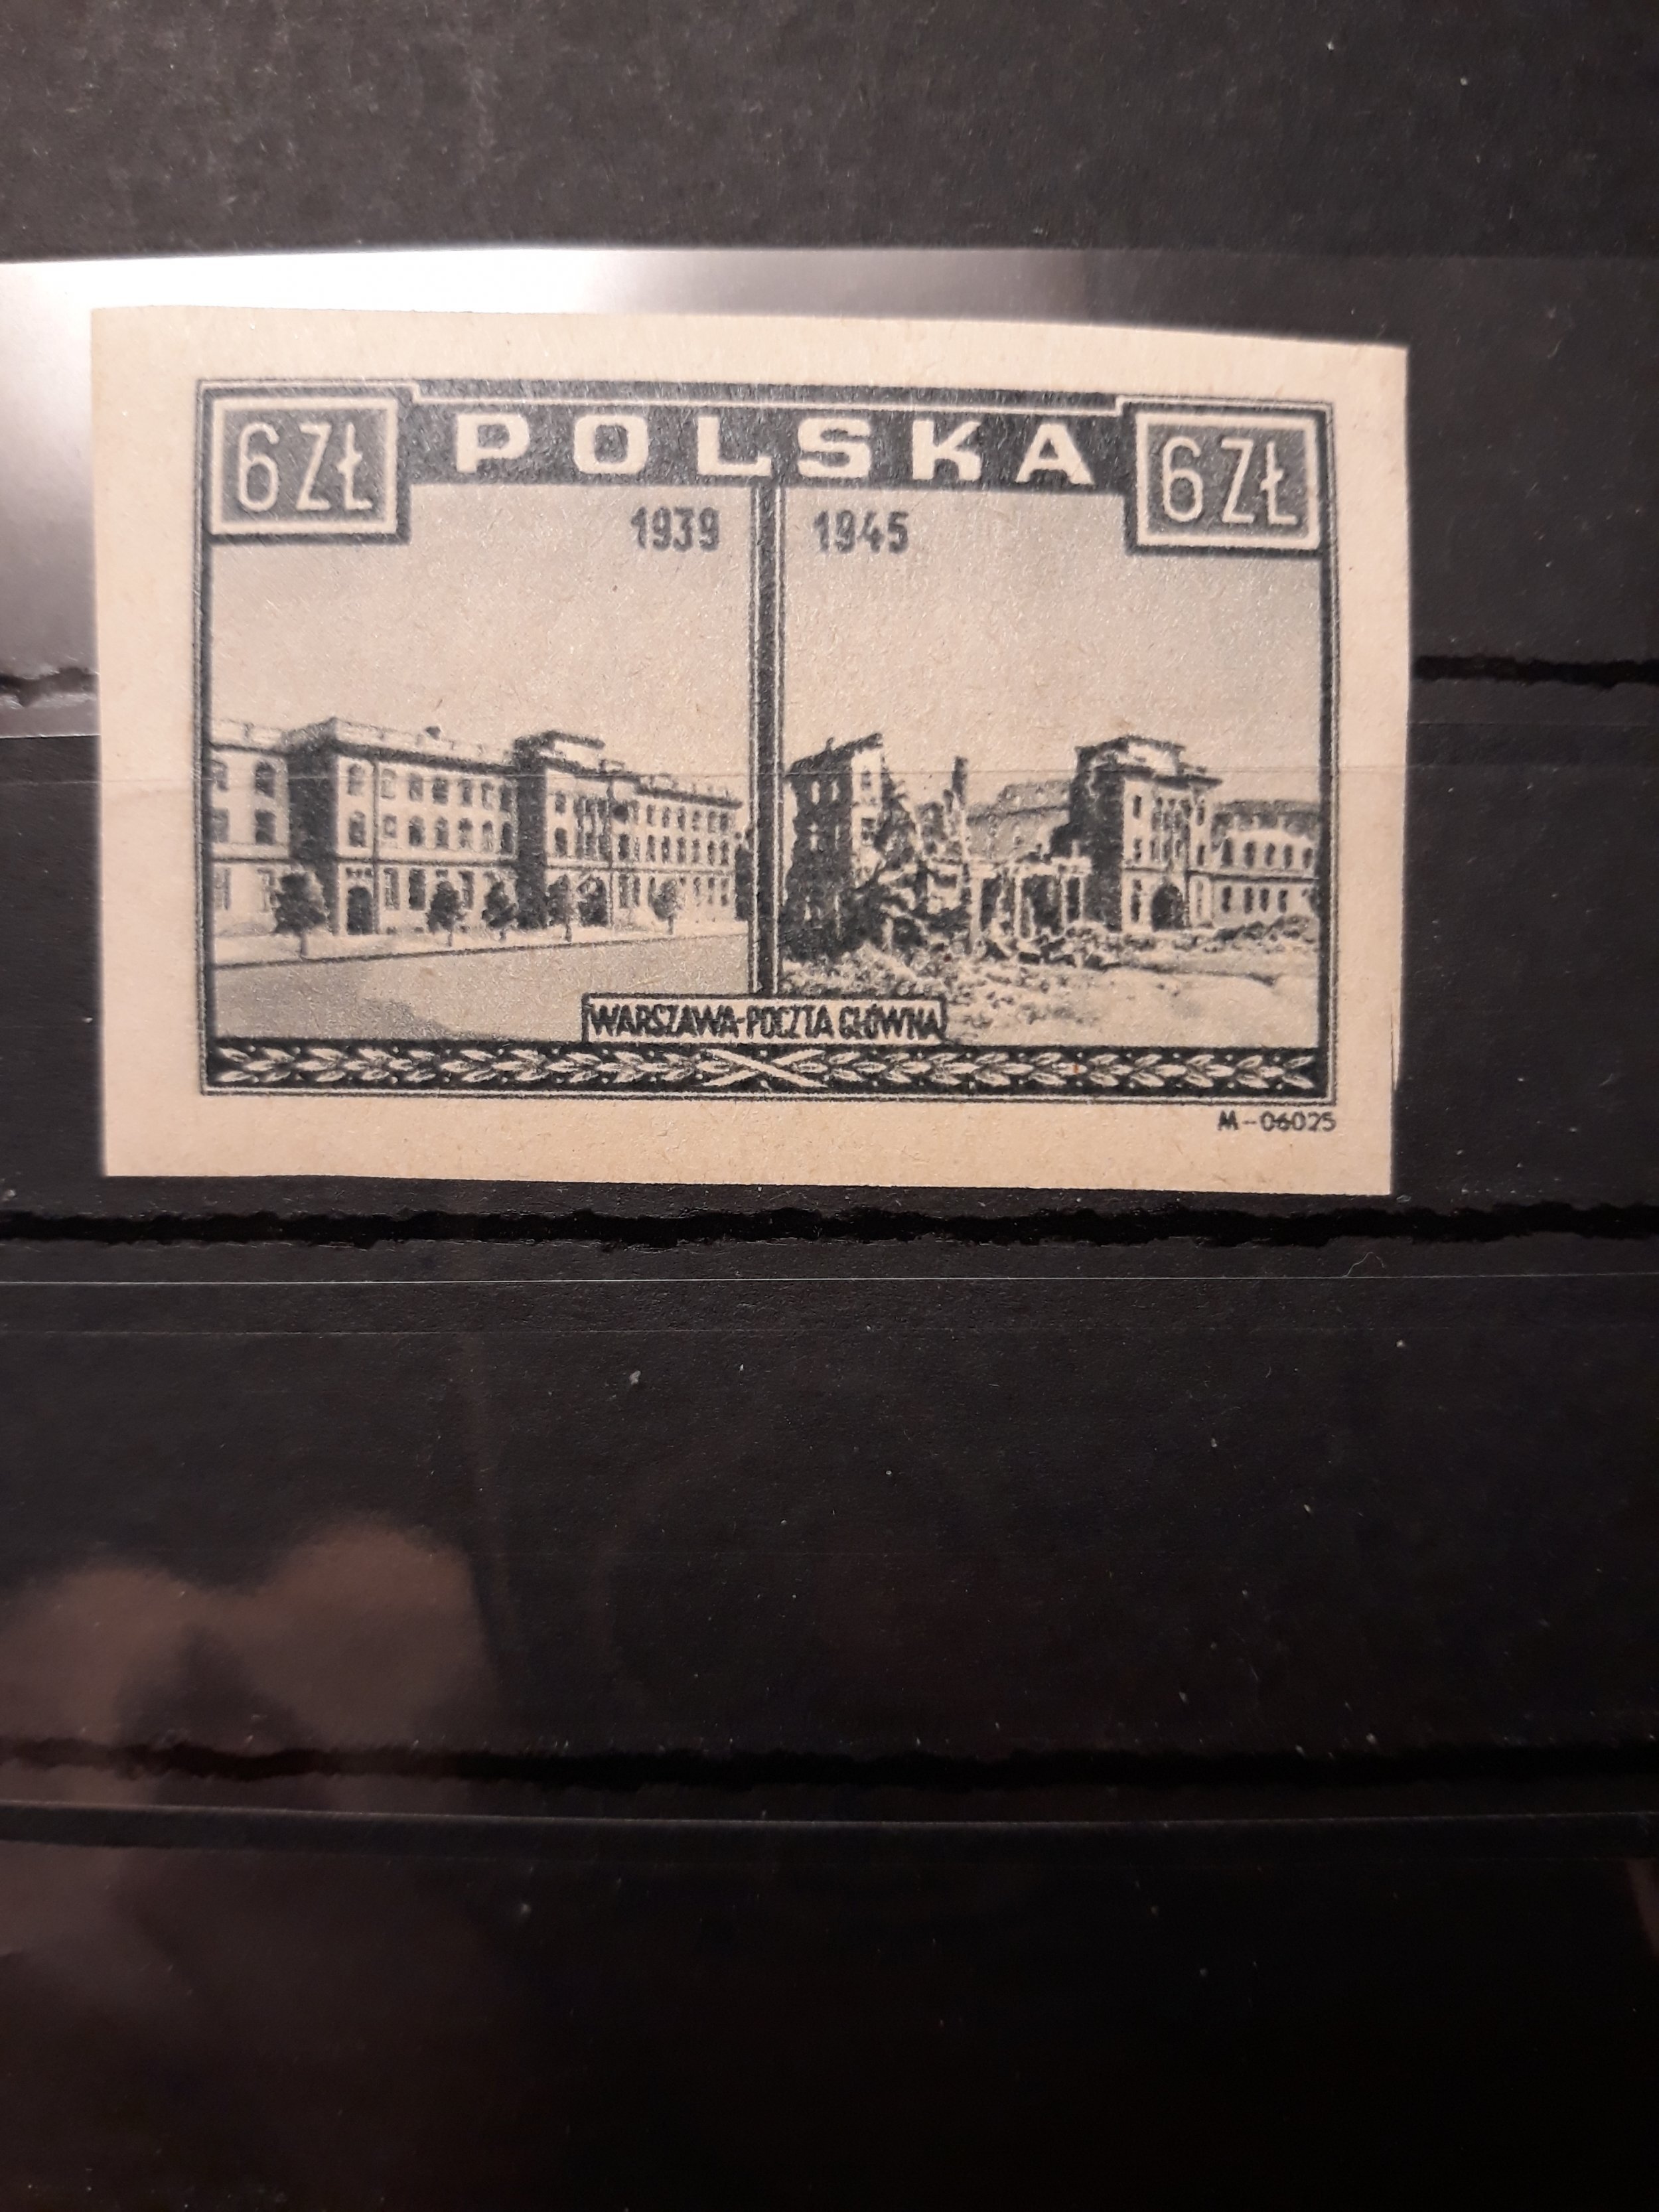 6 ZŁ POLSKA 6 ZŁ
1939 1945
WARSZAWA-POCZTA GŁÓWNA
M-06025